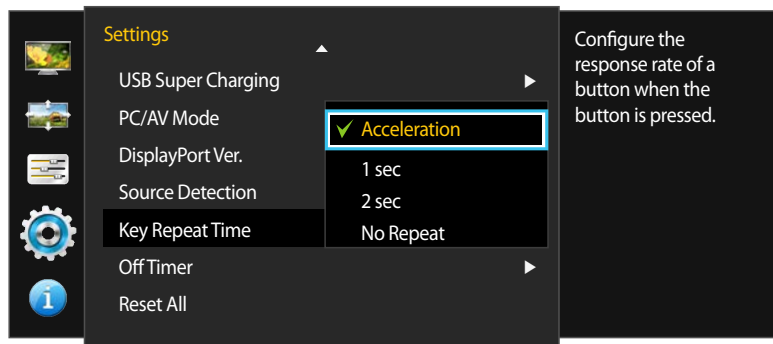 Settings
USB Super Charging
PC/AV Mode
DisplayPort Ver.
Source Detection
Key Repeat Time
Off Timer
Reset All
Acceleration
1 sec
2 sec
No Repeat
Configure the
response rate of a
button when the
button is pressed.